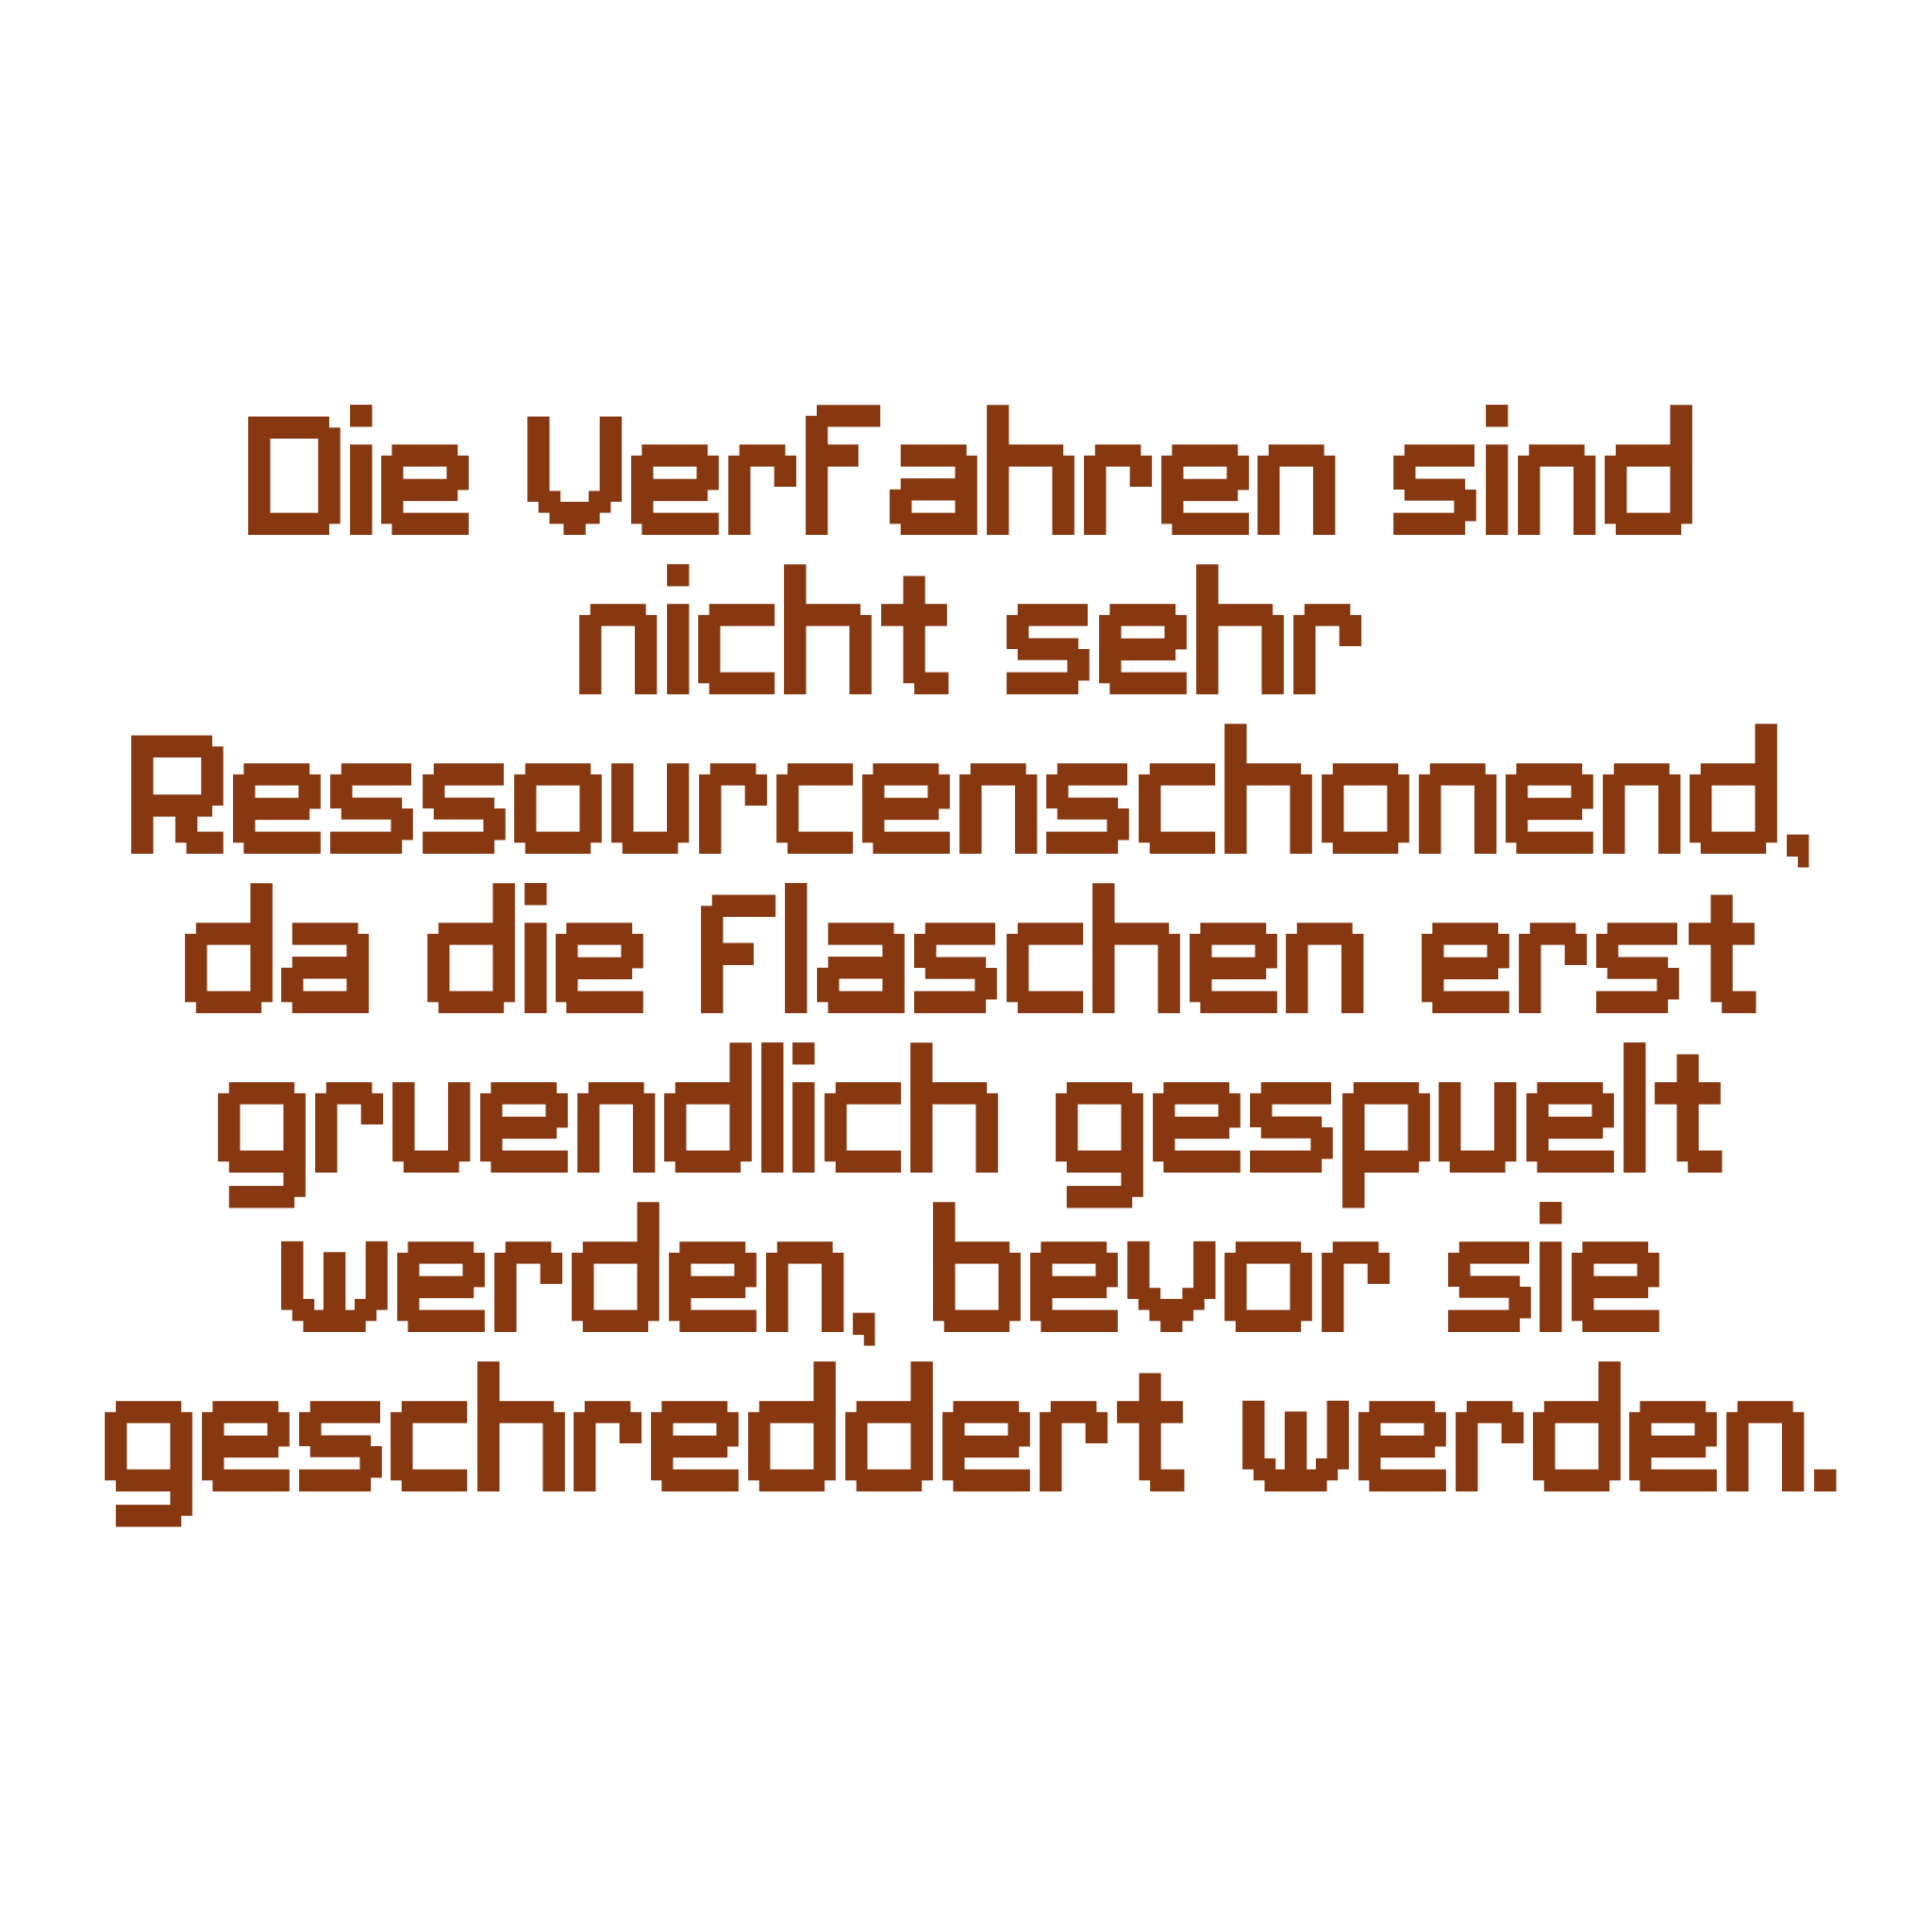 Die Verfahren sind
nicht sehr
Ressourcenschonend,
da die Flaschen erst
gruendlich gespuelt
werden, bevor sie
geschreddert werden.